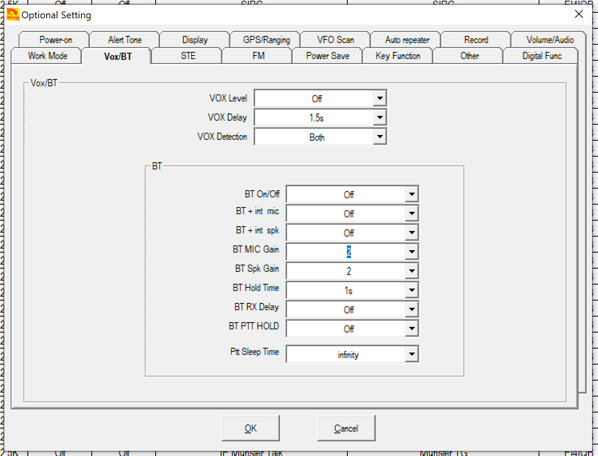 Optional Setting
Power-on Alert Tone Display GPS/Ranging VFO Scan Auto repeater Record Volume/Audio
Work Mode Vox/BT STE FM Power Save Key Function Other Digital Func
Vox/BT
VOX Level Off
VOX Delay 1.5s
VOX Detection Both
BT
BT On/Off Off
BT + int mic Off
BT + int spk Off
BT MIC Gain 2
BT Spk Gain 2
BT Hold Time 1s
BT RX Delay Off
BT PTT HOLD Off
Ptt Sleep Time infinity
OK Cancel